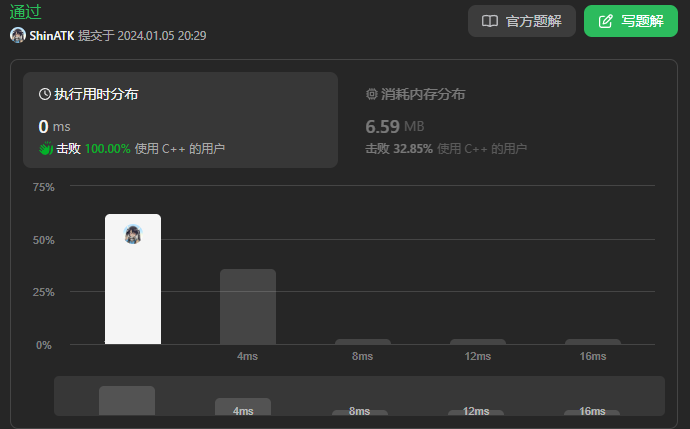 通过
官方题解
写题解
ShinATK 提交于 2024.01.05 20:29
执行用时分布
0 ms
击败 100.00% 使用 C++ 的用户
消耗内存分布
6.59 MB
击败 32.85% 使用 C++ 的用户
75%
50%
25%
0%
4ms 8ms 12ms 16ms
4ms 8ms 12ms 16ms